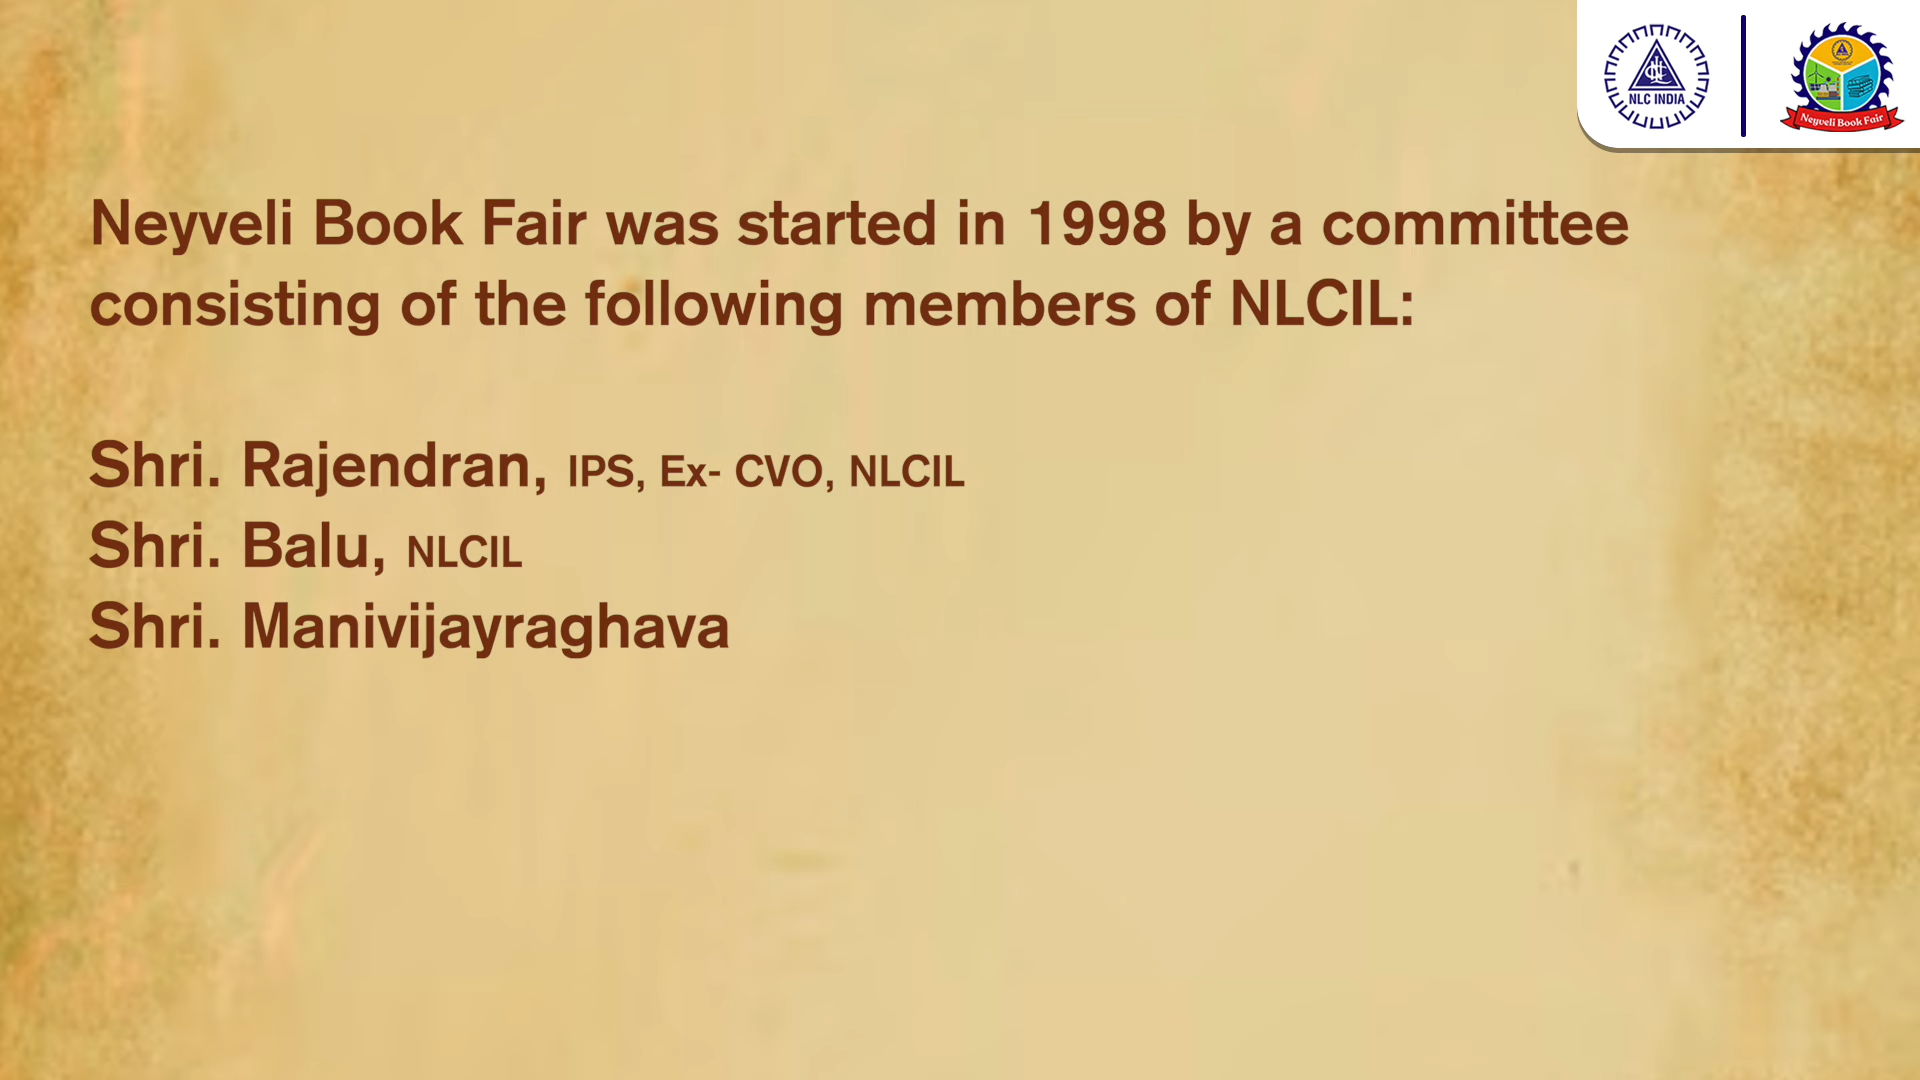 NLC INDIA
Neyveli Book Fair
Neyveli Book Fair was started in 1998 by a committee
consisting of the following members of NLCIL:
Shri. Rajendran, IPS, Ex- CVO, NLCIL
Shri. Balu, NLCIL
Shri. Manivijayraghava